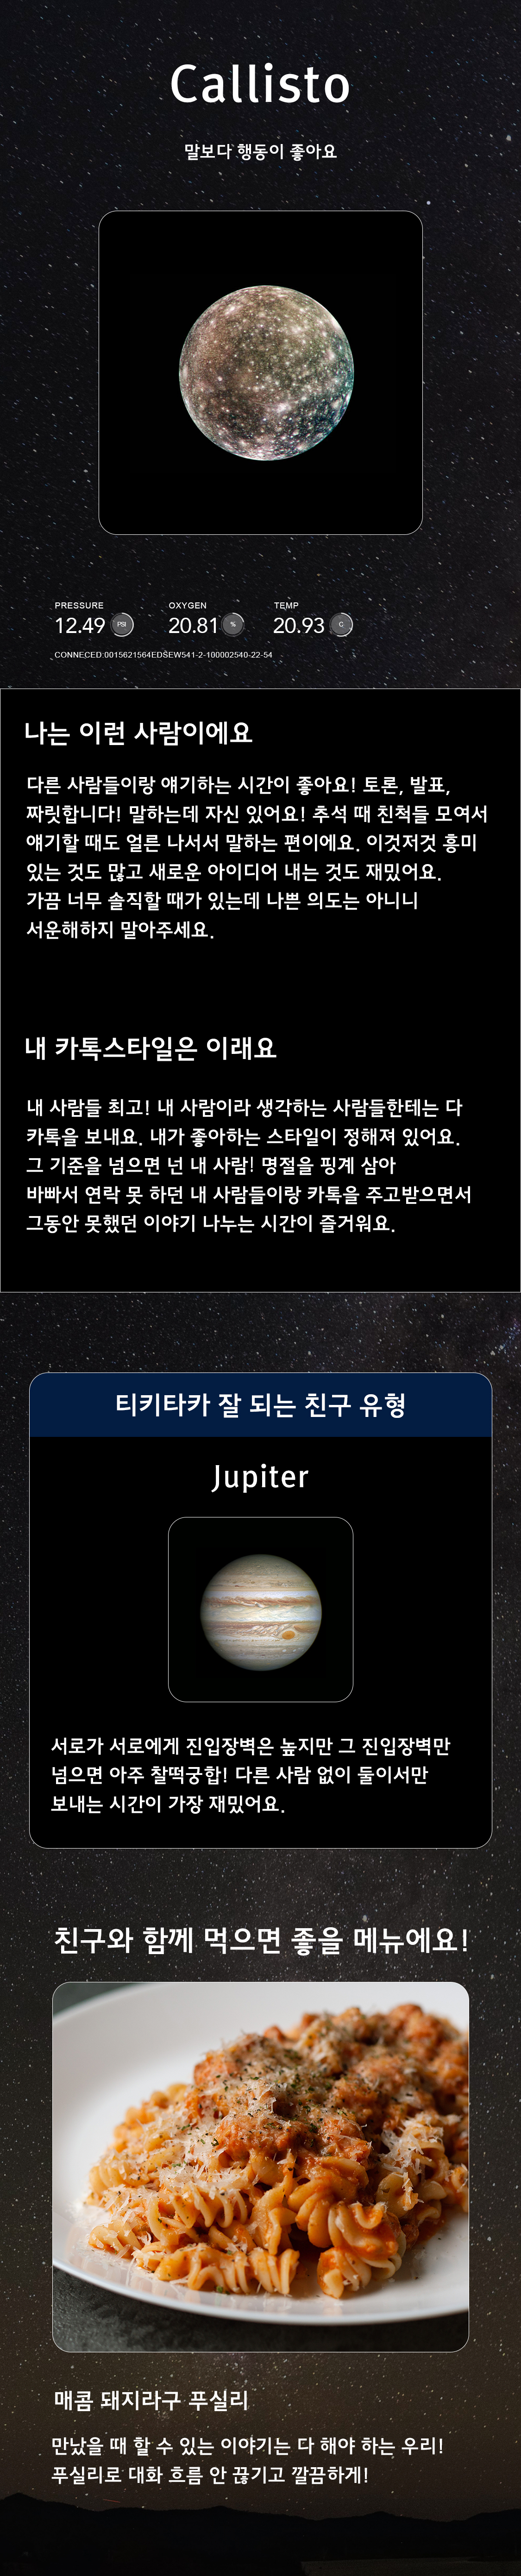 Callisto
말보다 행동이 좋아요
PRESSURE OXYGEN TEMP
12.49 PSI 20.81 % 20.93 C
CONNECED:0015621564EDSEW541-2-100002540-22-54
나는 이런 사람이에요
다른 사람들이랑 얘기하는 시간이 좋아요! 토론, 발표,
짜릿합니다! 말하는데 자신 있어요! 추석 때 친척들 모여서
얘기할 때도 얼른 나서서 말하는 편이에요. 이것저것 흥미
있는 것도 많고 새로운 아이디어 내는 것도 재밌어요.
가끔 너무 솔직할 때가 있는데 나쁜 의도는 아니니
서운해하지 말아주세요.
내 카톡스타일은 이래요
내 사람들 최고! 내 사람이라 생각하는 사람들한테는 다
카톡을 보내요. 내가 좋아하는 스타일이 정해져 있어요.
그 기준을 넘으면 넌 내 사람! 명절을 핑계 삼아
바빠서 연락 못 하던 내 사람들이랑 카톡을 주고받으면서
그동안 못했던 이야기 나누는 시간이 즐거워요.
티키타카 잘 되는 친구 유형
Jupiter
서로가 서로에게 진입장벽은 높지만 그 진입장벽만
넘으면 아주 찰떡궁합! 다른 사람 없이 둘이서만
보내는 시간이 가장 재밌어요.
친구와 함께 먹으면 좋을 메뉴에요!
매콤 돼지라구 푸실리
만났을 때 할 수 있는 이야기는 다 해야 하는 우리!
푸실리로 대화 흐름 안 끊기고 깔끔하게!